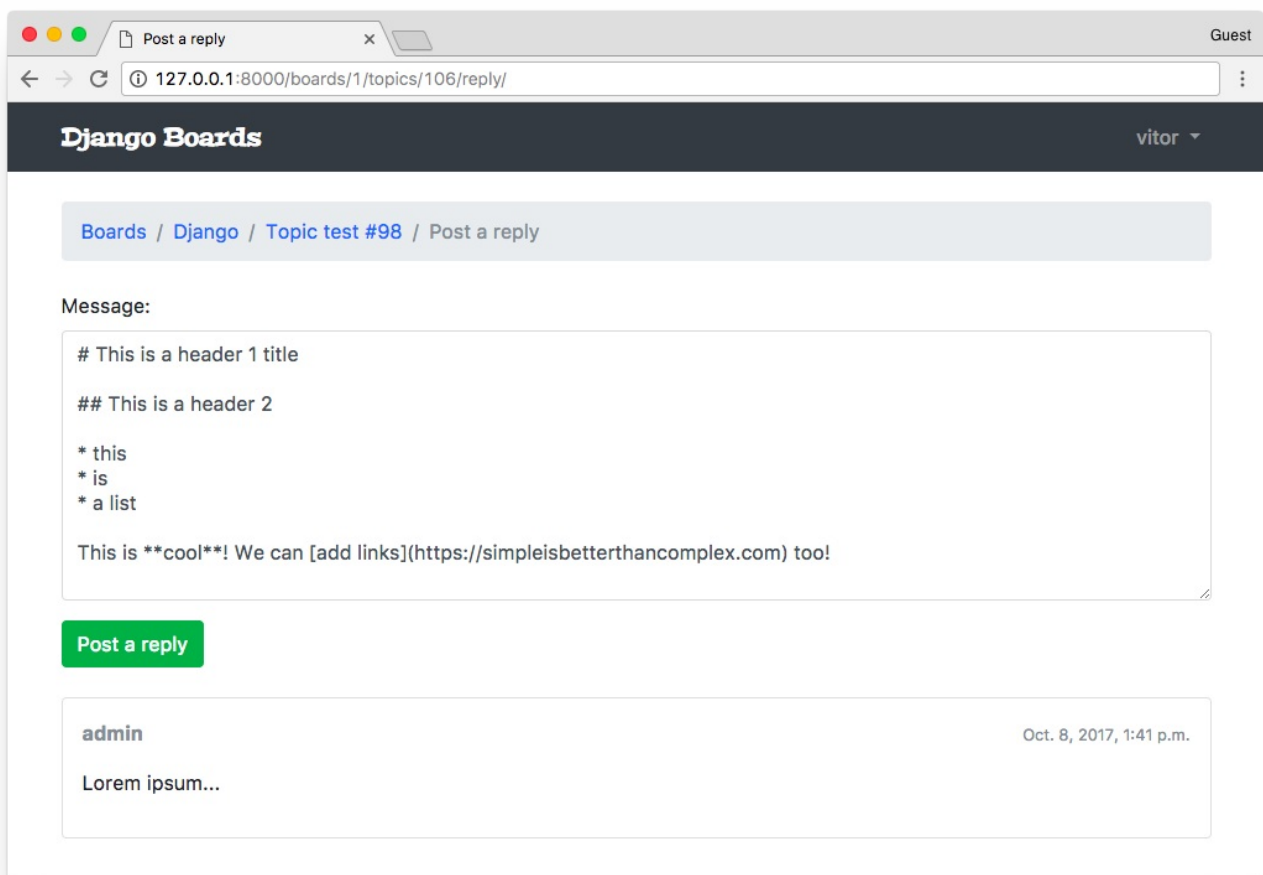 Post a reply
Guest
127.0.0.1:8000/boards/1/topics/106/reply/
Django Boards
vitor
Boards / Django / Topic test #98 / Post a reply
Message:
# This is a header 1 title
## This is a header 2
* this
* is
* a list
This is **cool**! We can [add links](https://simpleisbetterthancomplex.com) too!
Post a reply
admin
Oct. 8, 2017, 1:41 p.m.
Lorem ipsum...